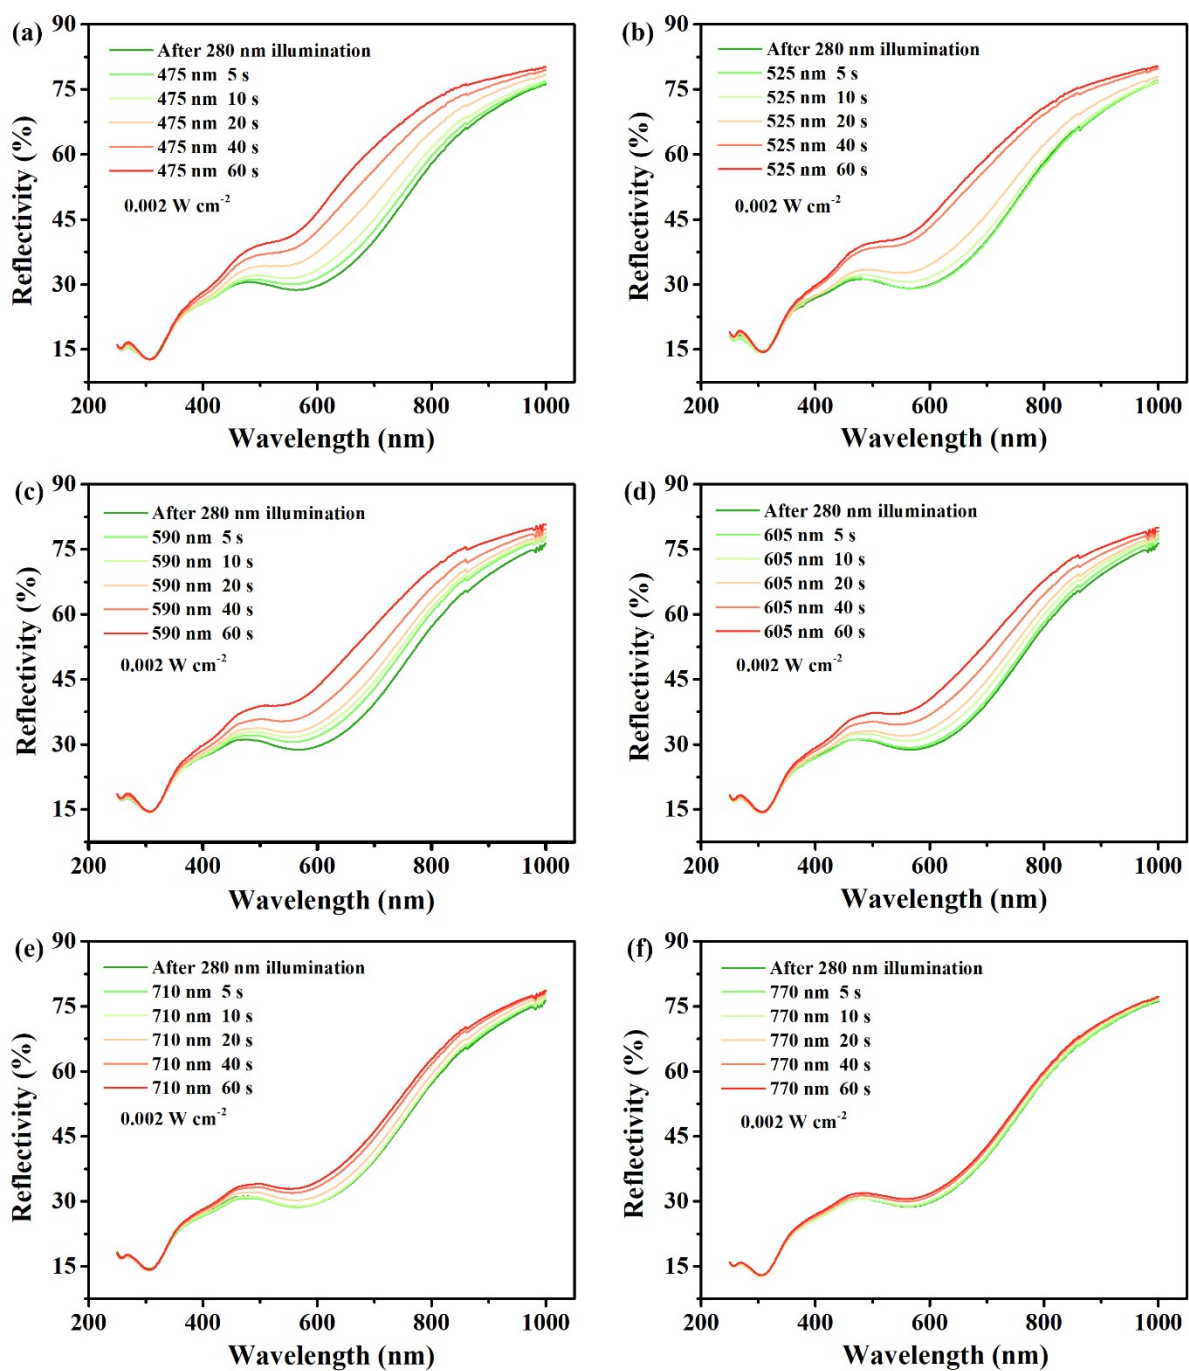 (a)
90
75
60
45
30
15
Reflectivity (%)
After 280 nm illumination
475 nm 5 s
475 nm 10 s
475 nm 20 s
475 nm 40 s
475 nm 60 s
0.002 W cm⁻²
200 400 600 800 1000
Wavelength (nm)
(b)
90
75
60
45
30
15
Reflectivity (%)
After 280 nm illumination
525 nm 5 s
525 nm 10 s
525 nm 20 s
525 nm 40 s
525 nm 60 s
0.002 W cm⁻²
200 400 600 800 1000
Wavelength (nm)
(c)
90
75
60
45
30
15
Reflectivity (%)
After 280 nm illumination
590 nm 5 s
590 nm 10 s
590 nm 20 s
590 nm 40 s
590 nm 60 s
0.002 W cm⁻²
200 400 600 800 1000
Wavelength (nm)
(d)
90
75
60
45
30
15
Reflectivity (%)
After 280 nm illumination
605 nm 5 s
605 nm 10 s
605 nm 20 s
605 nm 40 s
605 nm 60 s
0.002 W cm⁻²
200 400 600 800 1000
Wavelength (nm)
(e)
90
75
60
45
30
15
Reflectivity (%)
After 280 nm illumination
710 nm 5 s
710 nm 10 s
710 nm 20 s
710 nm 40 s
710 nm 60 s
0.002 W cm⁻²
200 400 600 800 1000
Wavelength (nm)
(f)
90
75
60
45
30
15
Reflectivity (%)
After 280 nm illumination
770 nm 5 s
770 nm 10 s
770 nm 20 s
770 nm 40 s
770 nm 60 s
0.002 W cm⁻²
200 400 600 800 1000
Wavelength (nm)